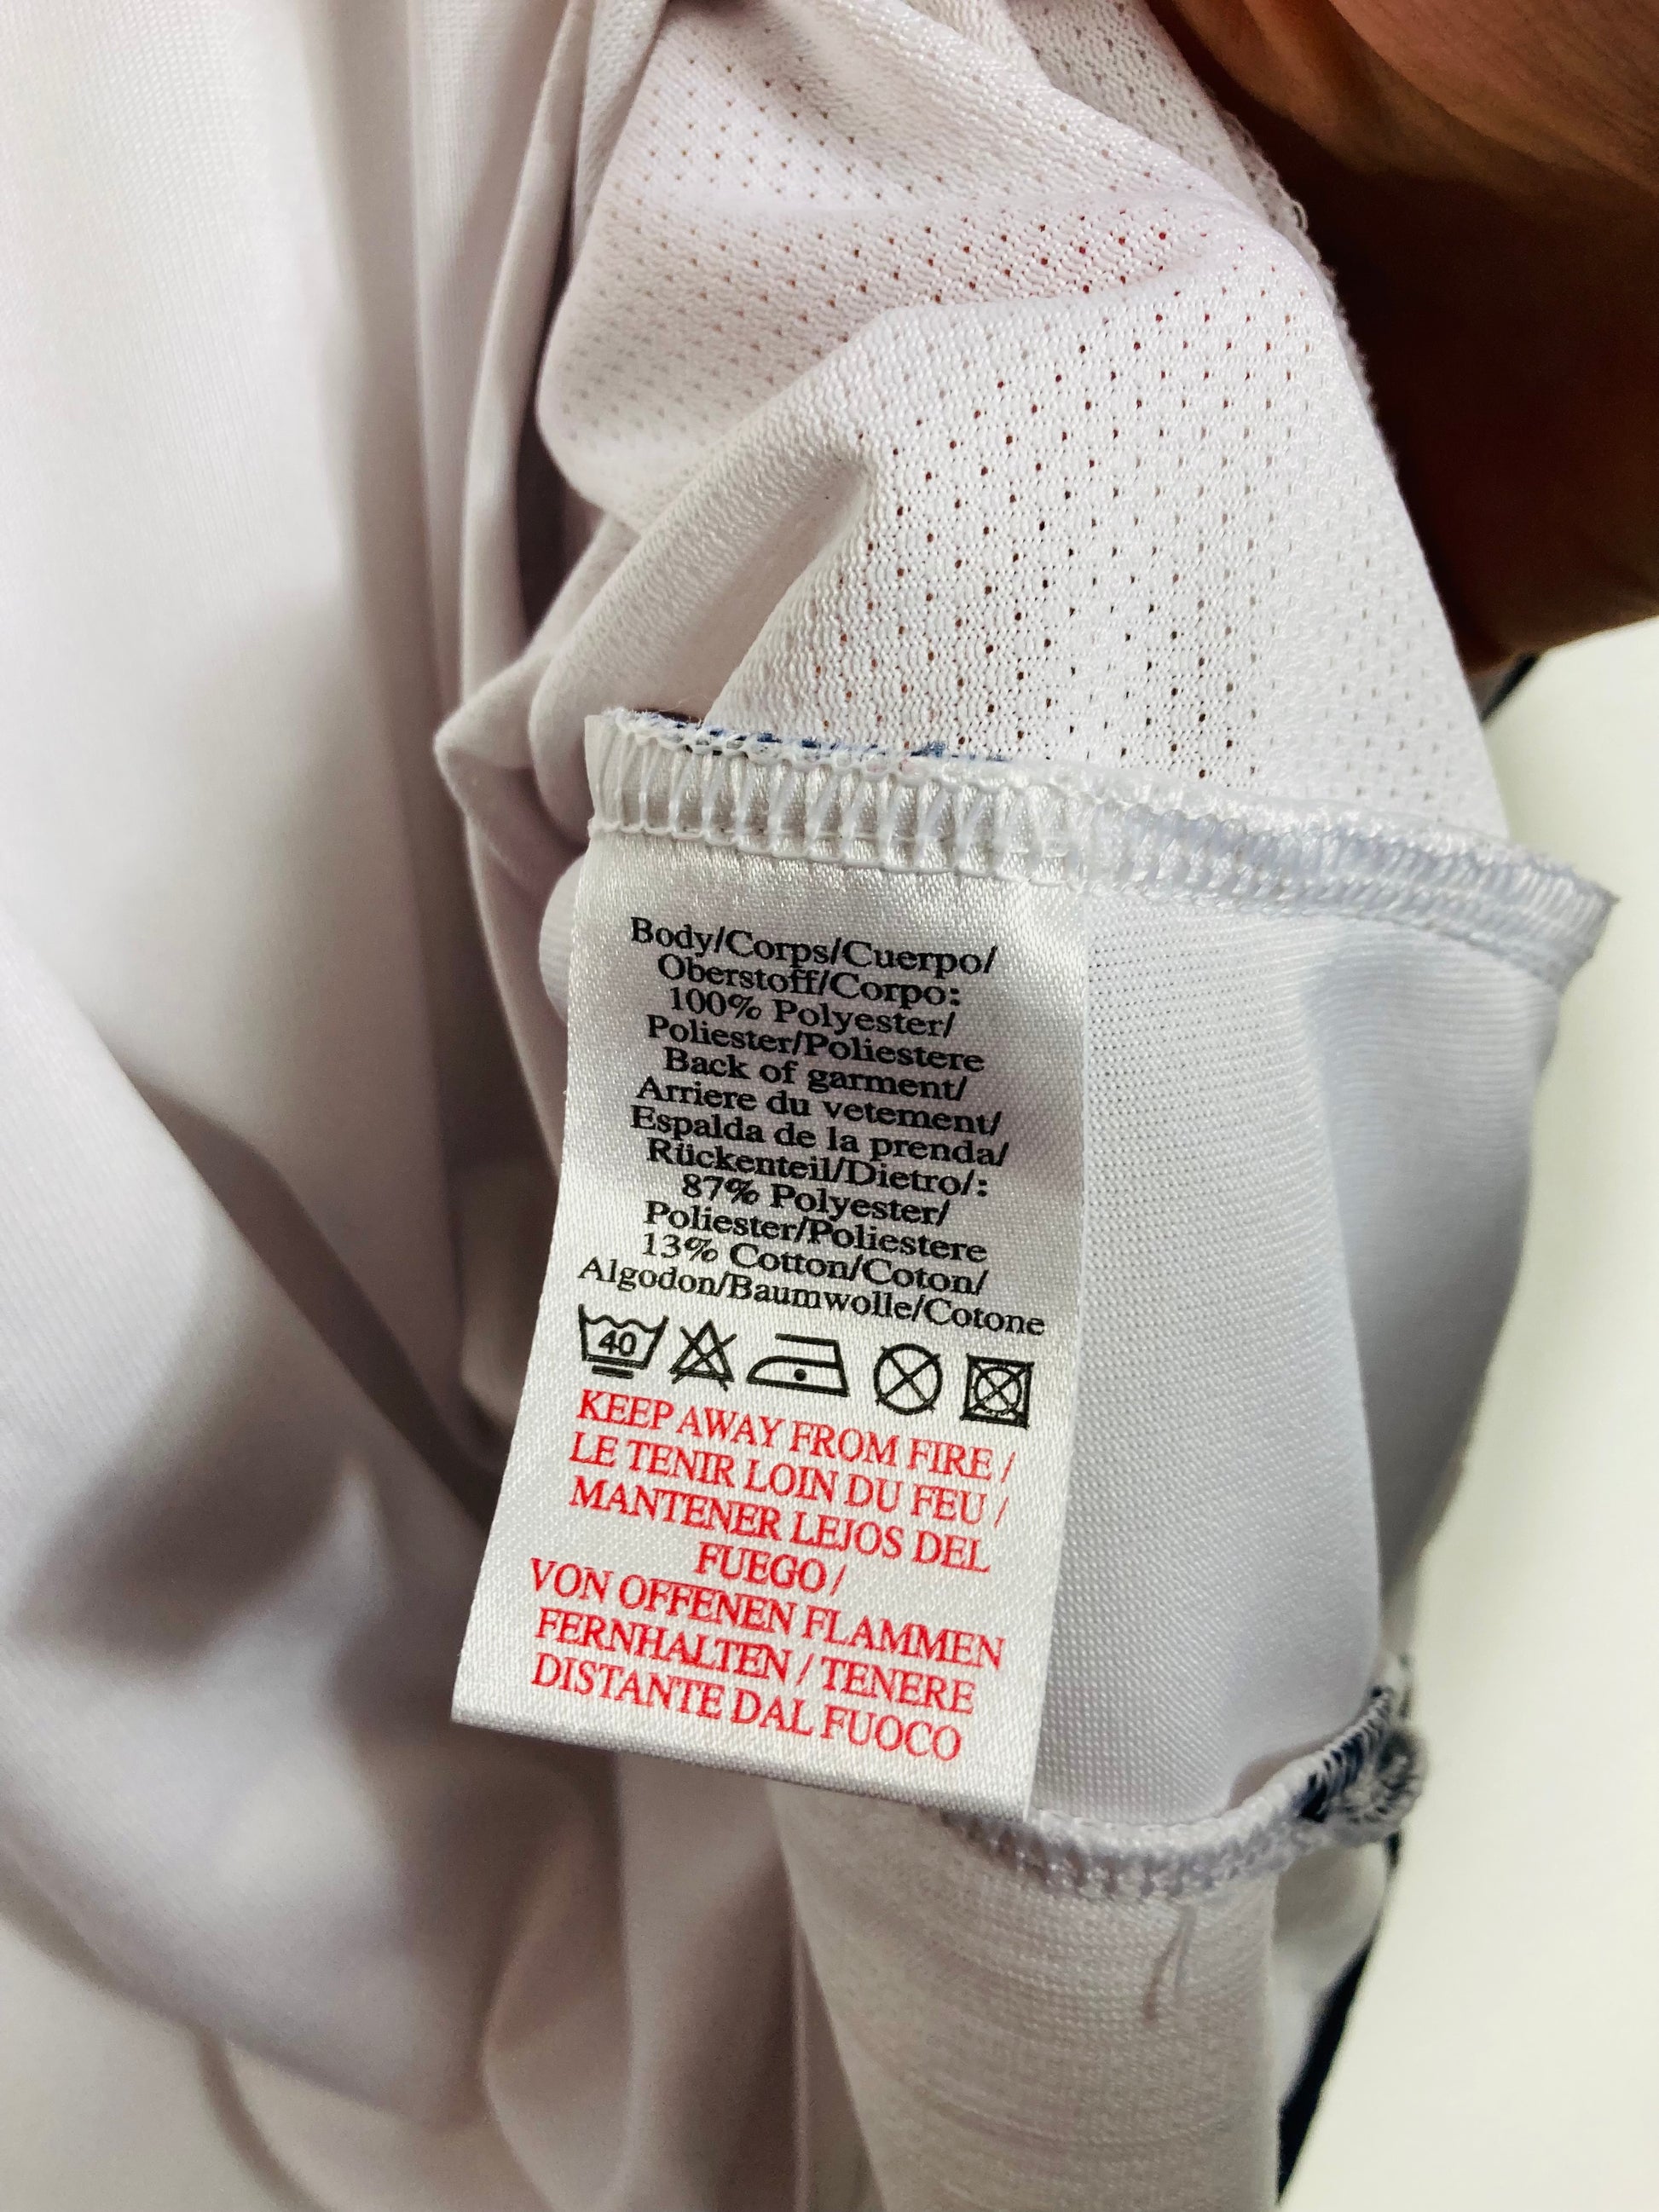 Body/Corps/Cuerpo/
Oberstoff/Corpo:
100% Polyester/
Poliester/Poliestere
Back of garment/
Arriere du vetement/
Espalda de la prenda/
Rückenteil/Dietro/:
87% Polyester/
Poliester/Poliestere
13% Cotton/Coton/
Algodon/Baumwolle/Cotone
40
KEEP AWAY FROM FIRE /
LE TENIR LOIN DU FEU /
MANTENER LEJOS DEL
FUEGO /
VON OFFENEN FLAMMEN
FERNHALTEN / TENERE
DISTANTE DAL FUOCO